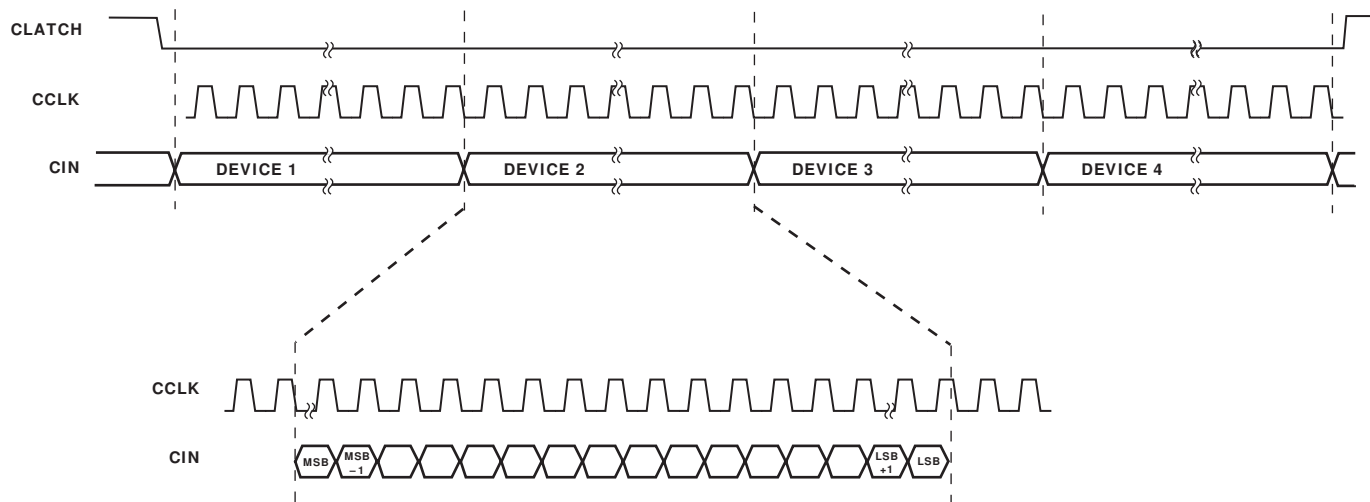 CLATCH
CCLK
CIN
DEVICE 1
DEVICE 2
DEVICE 3
DEVICE 4
CCLK
CIN
MSB
MSB
–1
LSB
+1
LSB